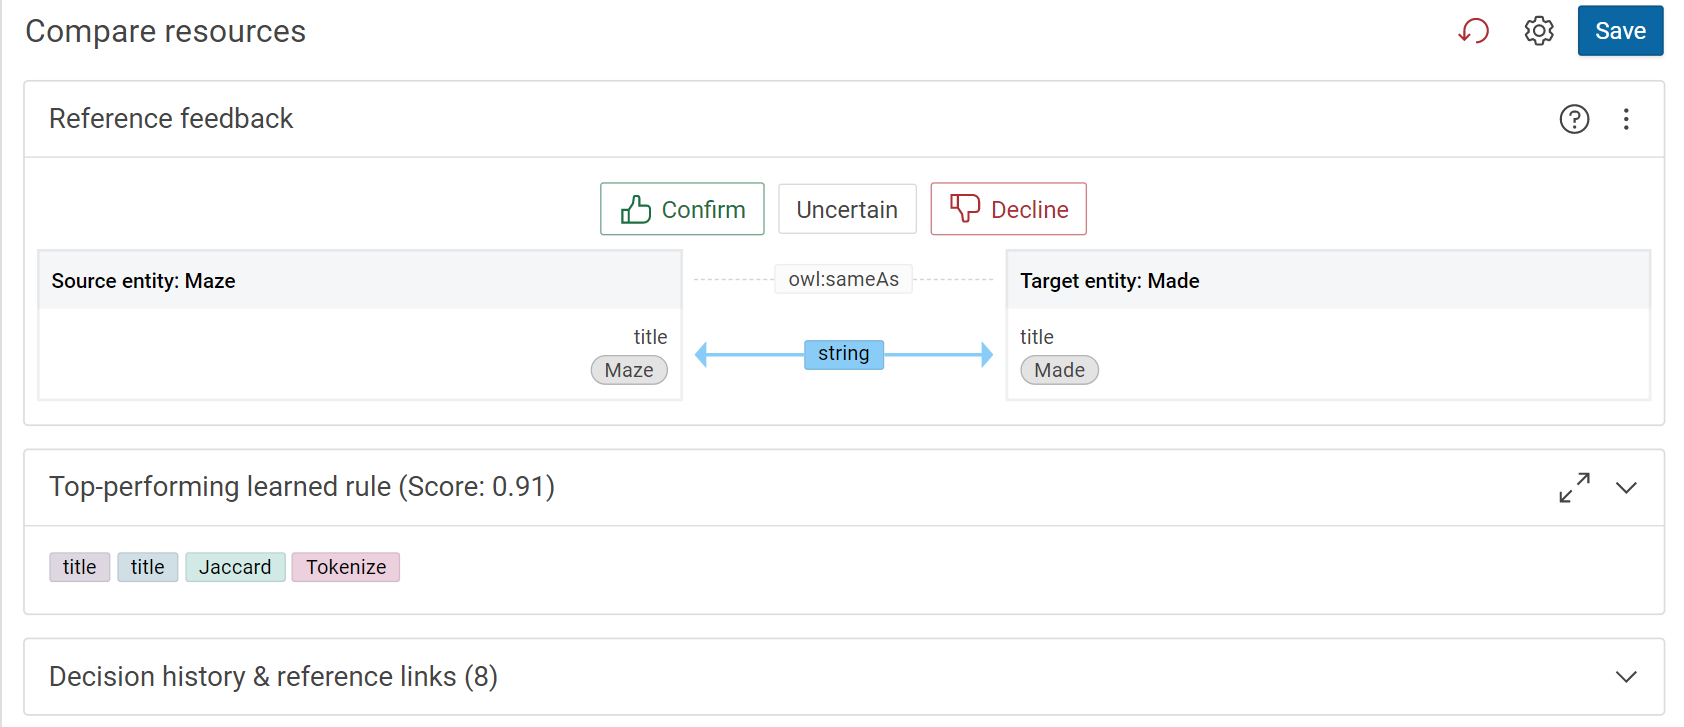 Compare resources
Save
Reference feedback
Confirm
Uncertain
Decline
Source entity: Maze
owl:sameAs
Target entity: Made
title
string
title
Maze
Made
Top-performing learned rule (Score: 0.91)
title title Jaccard Tokenize
Decision history & reference links (8)